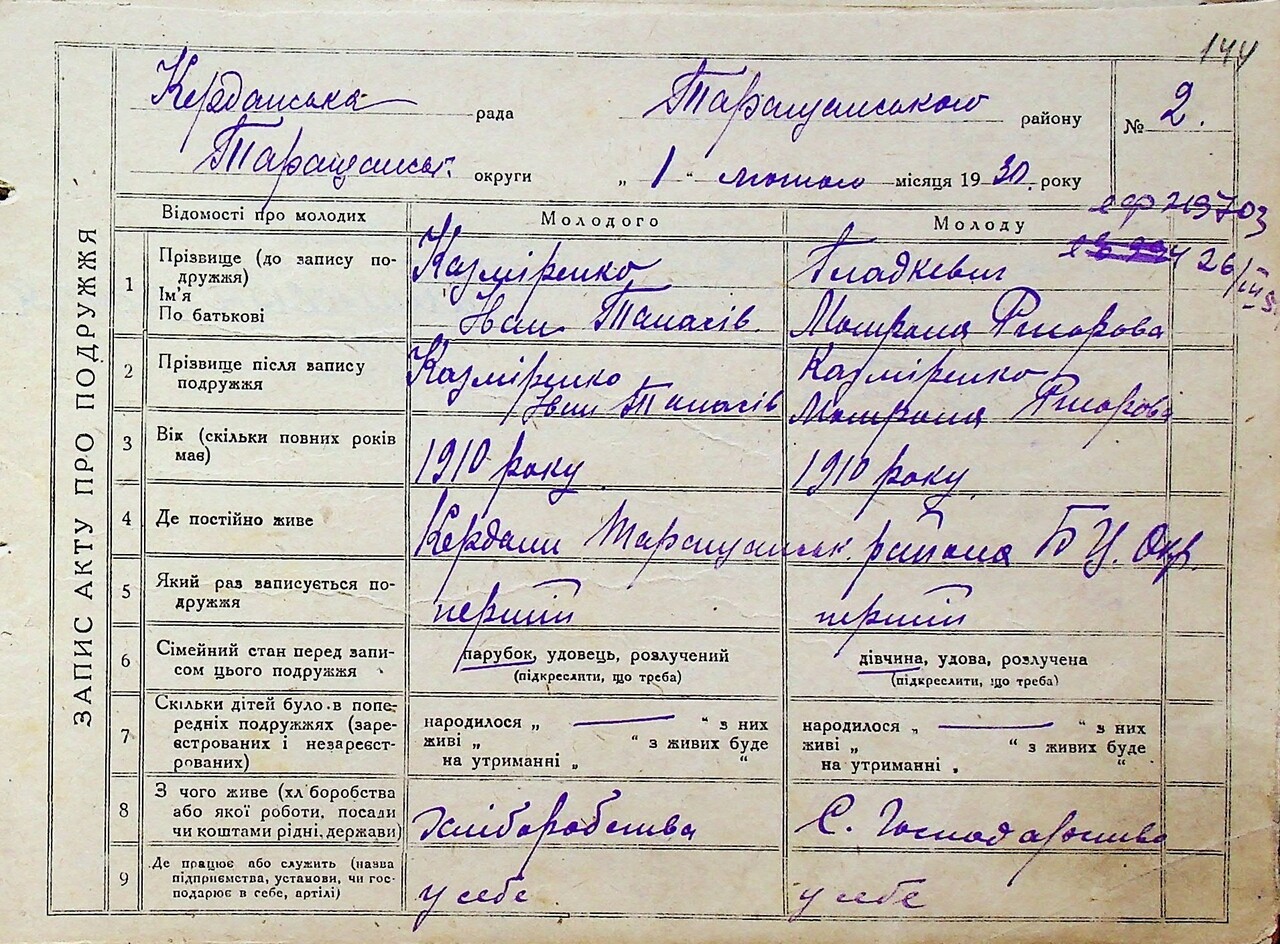 144
ЗАПИС АКТУ ПРО ПОДРУЖЖЯ
Керданська рада Таращанського району № 2.
Таращансь. округи „ 1 “ лютого місяця 1930. року
Відомості про молодих Молодого Молоду
1 Прізвище (до запису подружжя) Казміренко Гладкевич
Ім'я
По батькові Іван Танасів Мотрона Фторова
2 Прізвище після запису подружжя Казміренко Казміренко
Іван Танасів Мотрона Фторова
3 Вік (скільки повних років має) 1910 року 1910 року
4 Де постійно живе Кердани Таращанськ. района БЦ. Окр.
5 Який раз записується подружжя перший перший
6 Сімейний стан перед записом цього подружжя парубок, удовець, розлучений дівчина, удова, розлучена
(підкреслити, що треба) (підкреслити, що треба)
7 Скільки дітей було в попередніх подружжях (зареєстрованих і незареєстрованих)
народилося „ — “ з них народилося „ — “ з них
живі „ “ з живих буде живі „ “ з живих буде
на утриманні „ “ на утриманні „ “
8 З чого живе (хліборобства або якої роботи, посади чи коштами рідні, держави) хліборобства С. Господарства
9 Де працює або служить (назва підприємства, установи, чи господарює в себе, артілі) у себе у себе